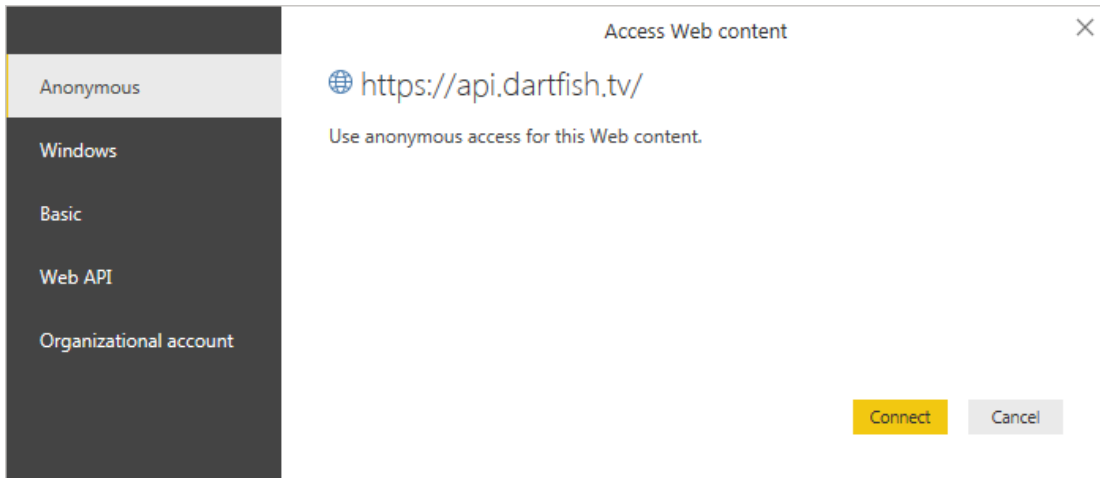 Access Web content
Anonymous
https://api.dartfish.tv/
Use anonymous access for this Web content.
Windows
Basic
Web API
Organizational account
Connect
Cancel